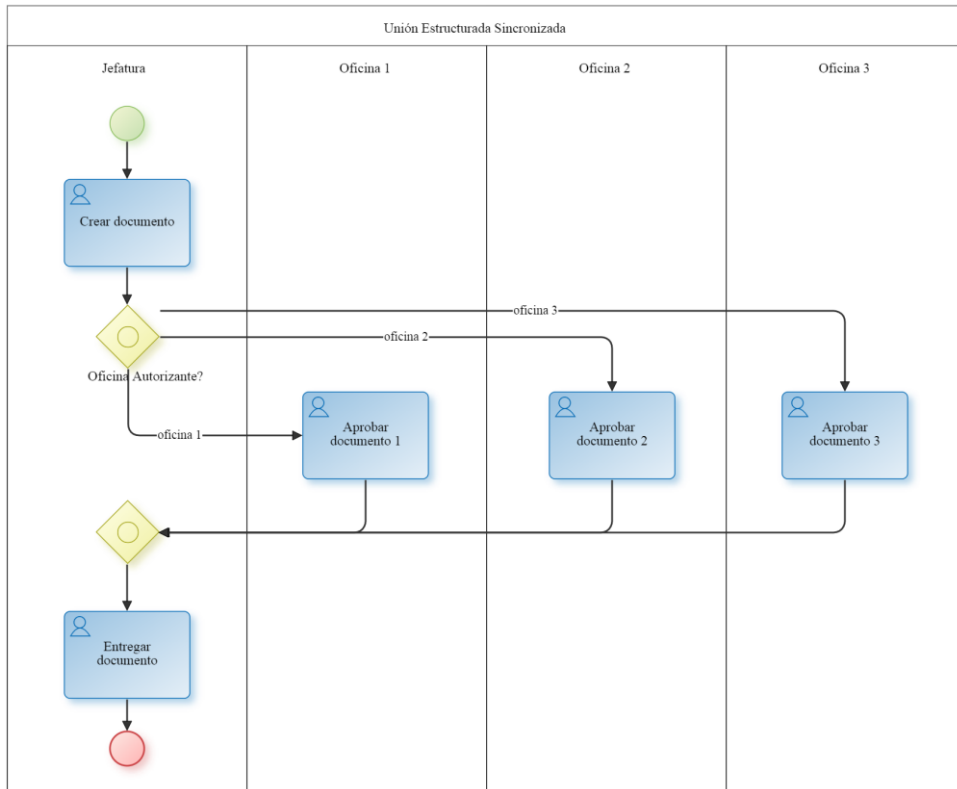 Unión Estructurada Sincronizada
Jefatura
Oficina 1
Oficina 2
Oficina 3
Crear documento
oficina 3
oficina 2
Oficina Autorizante?
oficina 1
Aprobar
documento 1
Aprobar
documento 2
Aprobar
documento 3
Entregar
documento